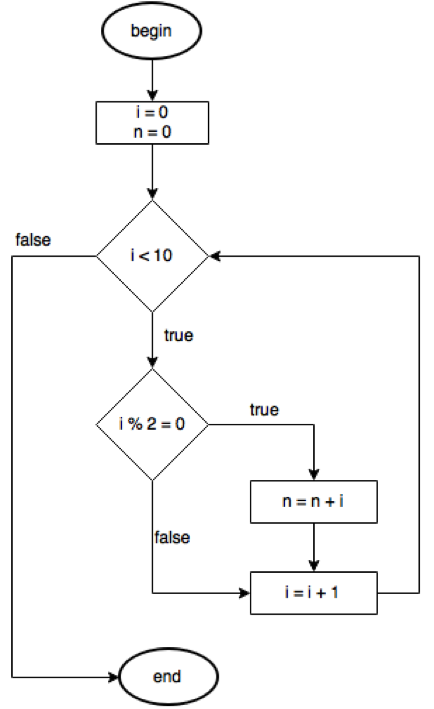 begin
i = 0
n = 0
false
i < 10
true
i % 2 = 0
true
n = n + i
false
i = i + 1
end